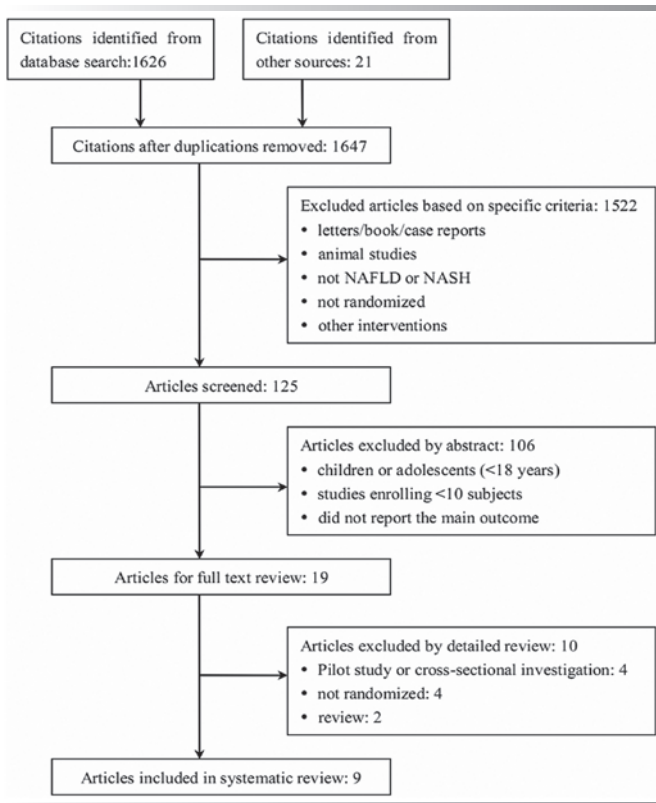 Citations identified from
database search:1626
Citations identified from
other sources: 21
Citations after duplications removed: 1647
Excluded articles based on specific criteria: 1522
• letters/book/case reports
• animal studies
• not NAFLD or NASH
• not randomized
• other interventions
Articles screened: 125
Articles excluded by abstract: 106
• children or adolescents (<18 years)
• studies enrolling <10 subjects
• did not report the main outcome
Articles for full text review: 19
Articles excluded by detailed review: 10
• Pilot study or cross-sectional investigation: 4
• not randomized: 4
• review: 2
Articles included in systematic review: 9